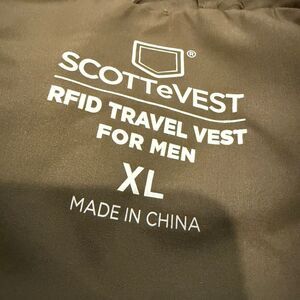 ®
SCOTTeVEST
RFID TRAVEL VEST
FOR MEN
XL
MADE IN CHINA